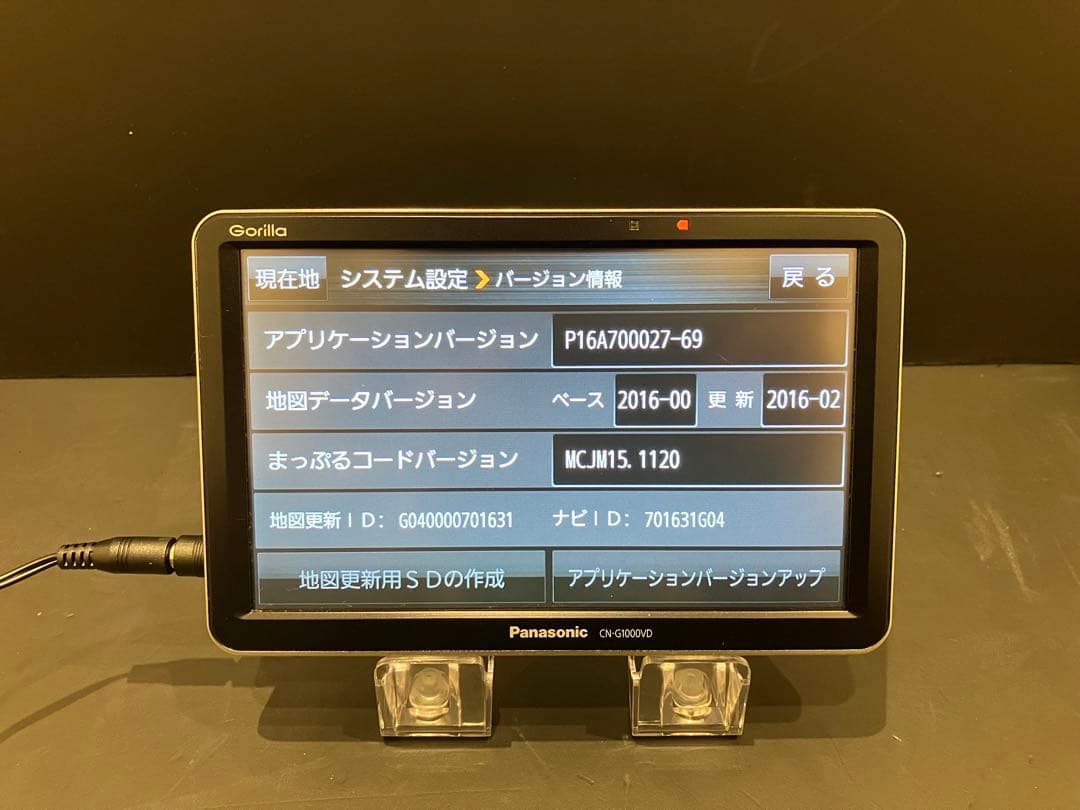 Gorilla
現在地 システム設定 バージョン情報 戻る
アプリケーションバージョン P16A700027-69
地図データバージョン ベース 2016-00 更新 2016-02
まっぷるコードバージョン MCJM15.1120
地図更新ID: G040000701631 ナビID: 701631G04
地図更新用SDの作成 アプリケーションバージョンアップ
Panasonic CN-G1000VD